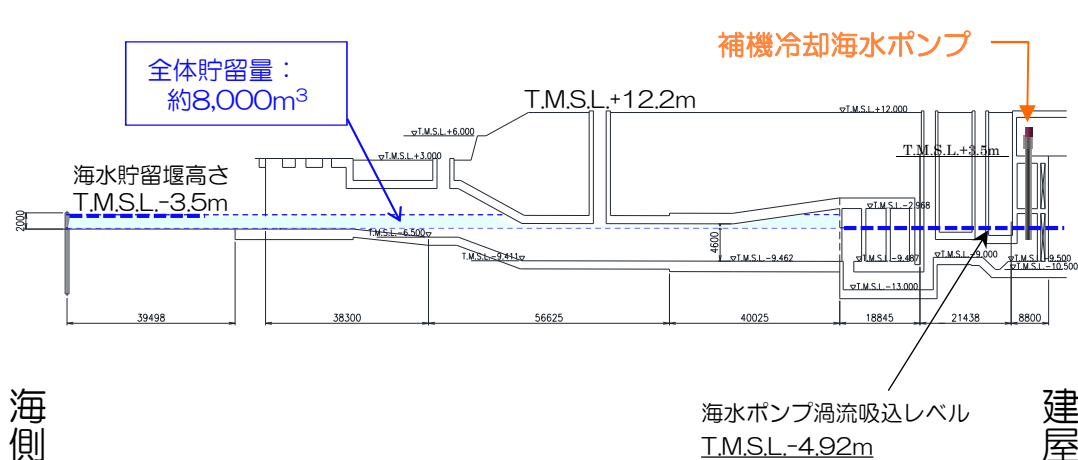 補機冷却海水ポンプ
全体貯留量：
約8,000m³
T.M.S.L.+12.2m
▽T.M.S.L.+12.000
▽T.M.S.L.+6.000
▽T.M.S.L.+3.000
T.M.S.L.+3.5m
海水貯留堰高さ
T.M.S.L.-3.5m
2000
▽T.M.S.L.-2.968
T.M.S.L.-6.500▽
4600
T.M.S.L.-9.411▽
▽T.M.S.L.-9.462
▽T.M.S.L.-9.487
▽T.M.S.L.-9.000
▽T.M.S.L.-9.500
▽T.M.S.L.-10.500
▽T.M.S.L.-13.000
39498
38300
56625
40025
18845
21438
8800
海側
建屋
海水ポンプ渦流吸込レベル
T.M.S.L.-4.92m